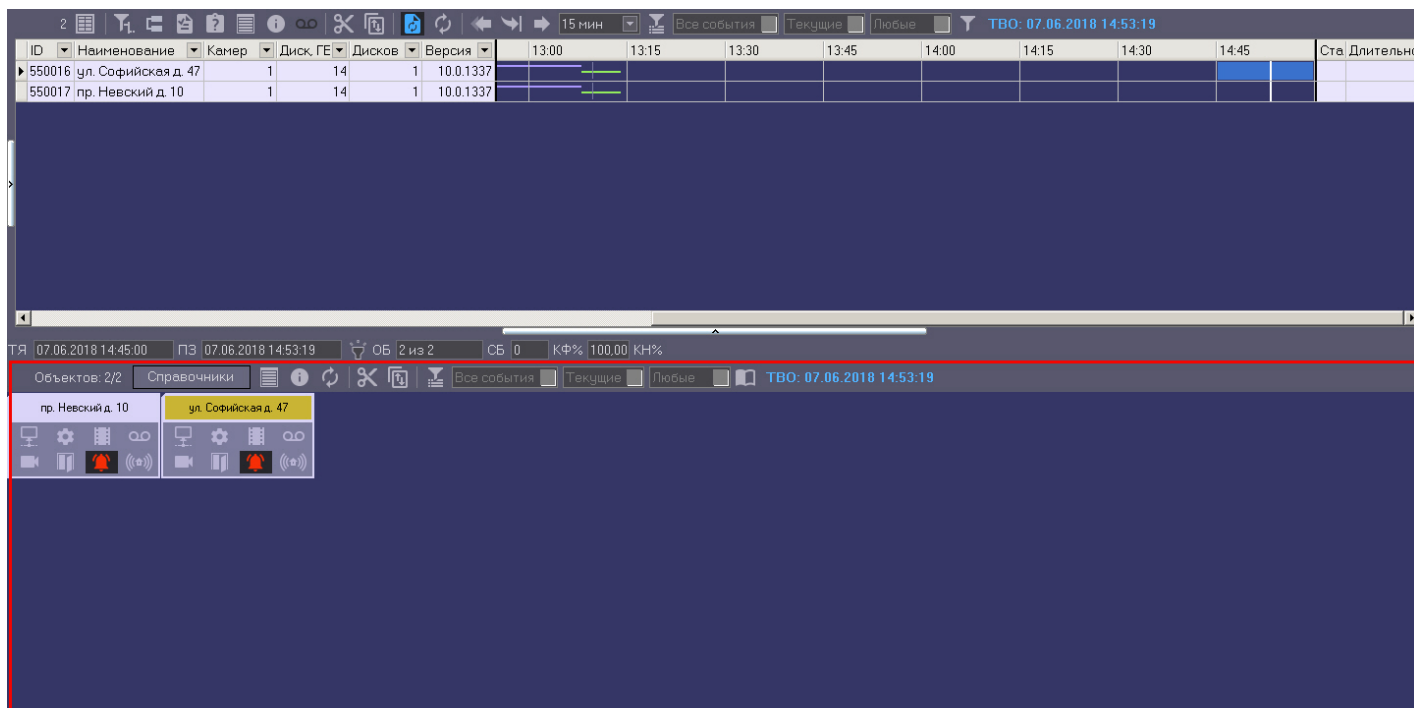 2 15 мин Все события Текущие Любые ТВО: 07.06.2018 14:53:19
ID Наименование Камер Диск, ГЕ Дисков Версия 13:00 13:15 13:30 13:45 14:00 14:15 14:30 14:45 Ста Длительно
550016 ул. Софийская д. 47 1 14 1 10.0.1337
550017 пр. Невский д. 10 1 14 1 10.0.1337
ТЯ 07.06.2018 14:45:00 ПЗ 07.06.2018 14:53:19 ОБ 2 из 2 СБ 0 КФ% 100,00 КН%
Объектов: 2/2 Справочники Все события Текущие Любые ТВО: 07.06.2018 14:53:19
пр. Невский д. 10 ул. Софийская д. 47